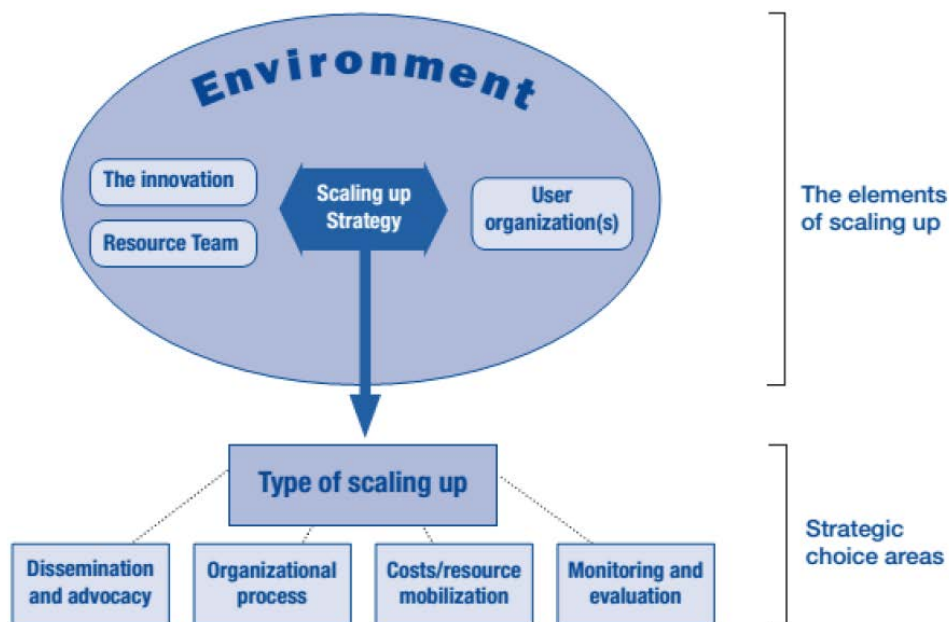 Environment
The innovation
Resource Team
Scaling up
Strategy
User
organization(s)
The elements
of scaling up
Type of scaling up
Dissemination
and advocacy
Organizational
process
Costs/resource
mobilization
Monitoring and
evaluation
Strategic
choice areas